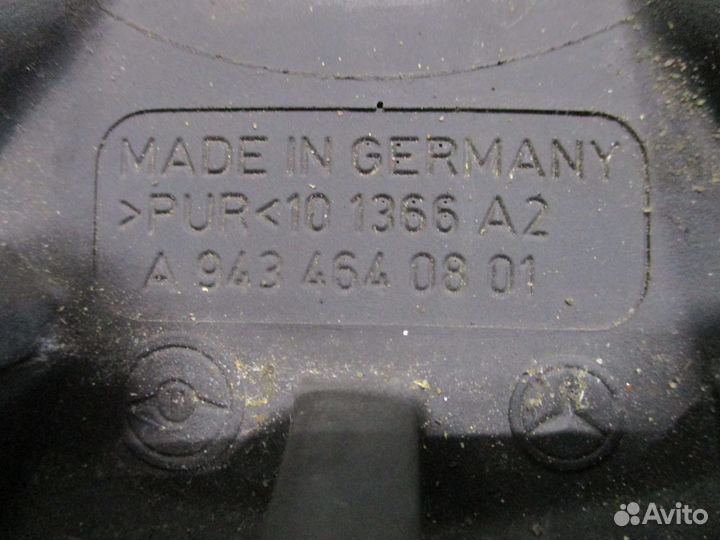 MADE IN GERMANY
>PUR<10 1366 A2
A 943 464 08 01
Avito